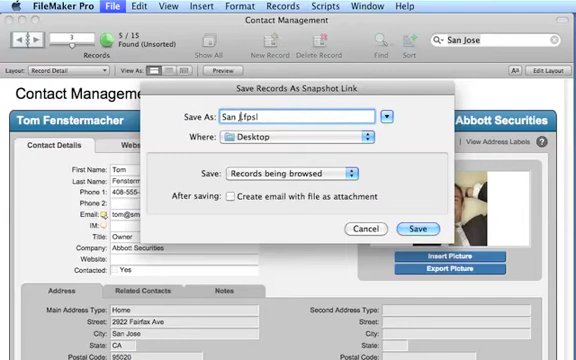 FileMaker Pro File Edit View Insert Format Records Scripts Window Help
Contact Management
3
5 / 15
Found (Unsorted)
San Jose
Records Show All New Record Delete Record Find Sort
Layout: Record Detail View As: Preview Aa Edit Layout
Save Records As Snapshot Link
Save As: San j.fpsl
Where: Desktop
Save: Records being browsed
After saving: Create email with file as attachment
Cancel Save
Contact Manag
Tom Fenstermacher
Abbott Securities
Contact Details
Webs
View Address Labels ?
First Name: Tom
Last Name: Fensterm
Phone 1: 408-555-
Phone 2:
Email: tom@sm
IM:
Title: Owner
Company: Abbott Securities
Website:
Contacted: Yes
Insert Picture
Export Picture
Address Related Contacts Notes
Main Address Type: Home
Street: 2922 Fairfax Ave
City: San Jose
State: CA
Postal Code: 95020
Second Address Type:
Street:
City:
State:
Postal Code: